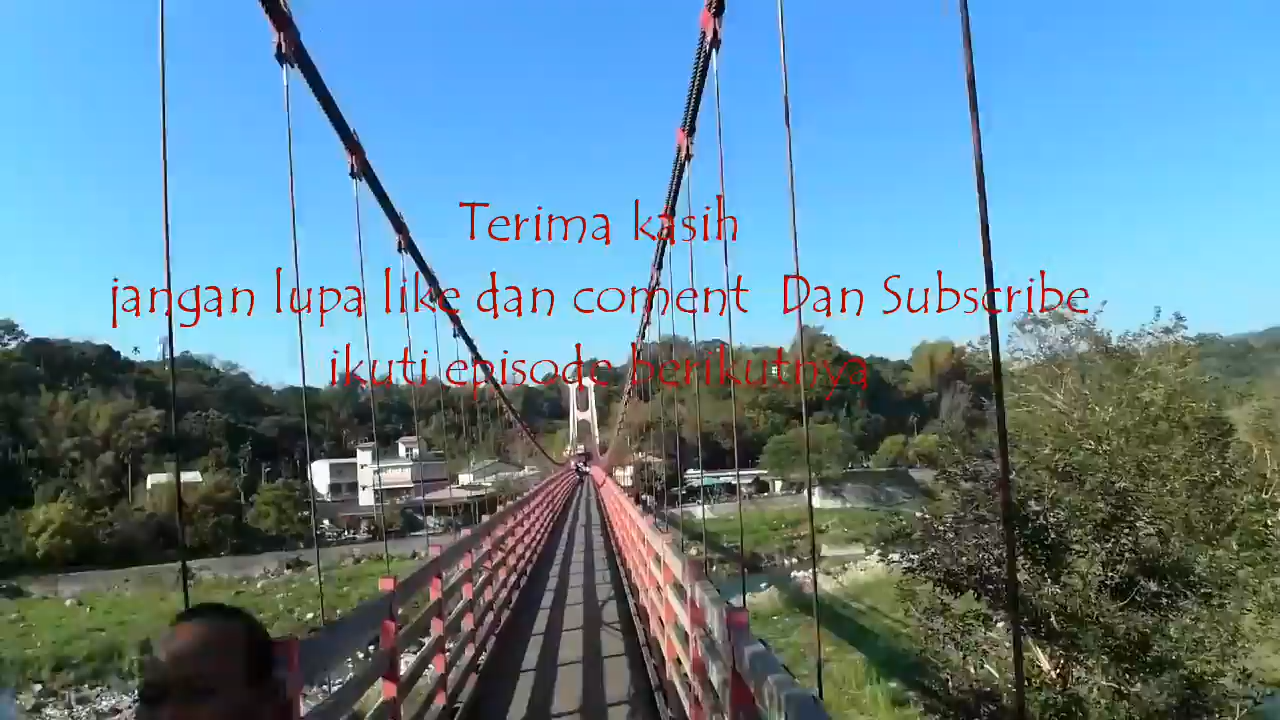 Terima kasih
jangan lupa like dan coment Dan Subscribe
ikuti episode berikutnya